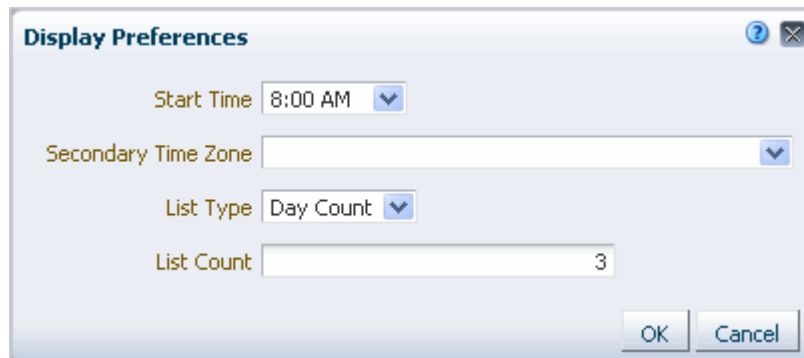 Display Preferences ?
Start Time 8:00 AM
Secondary Time Zone
List Type Day Count
List Count 3
OK Cancel